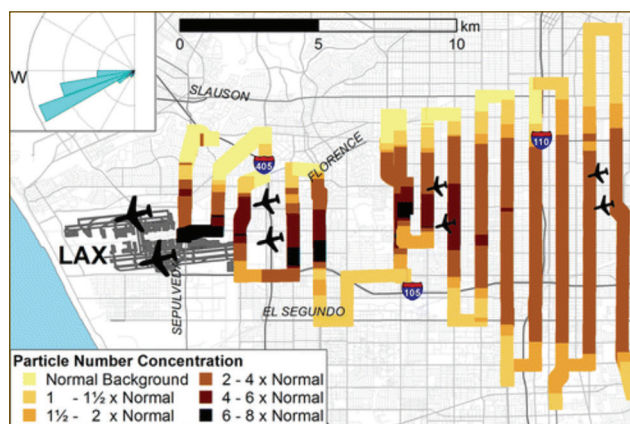 km
0 5 10
W
SLAUSON
FLORENCE
405
110
LAX
SEPULVEDA
105
EL SEGUNDO
Particle Number Concentration
Normal Background
1 - 1½ x Normal
1½ - 2 x Normal
2 - 4 x Normal
4 - 6 x Normal
6 - 8 x Normal